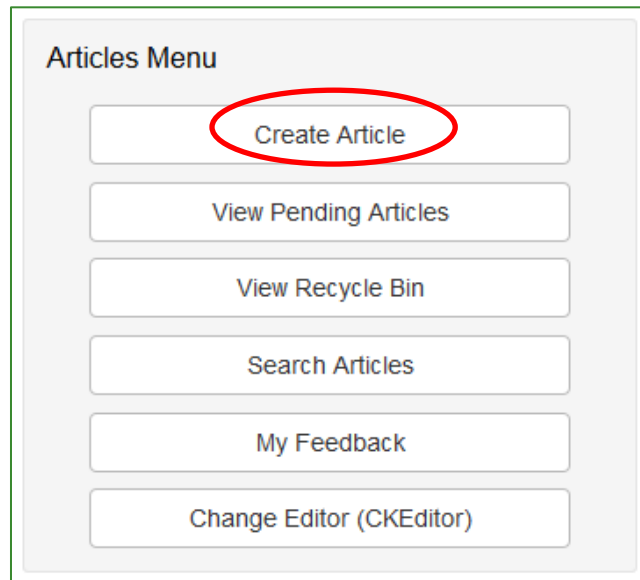 Articles Menu
Create Article
View Pending Articles
View Recycle Bin
Search Articles
My Feedback
Change Editor (CKEditor)